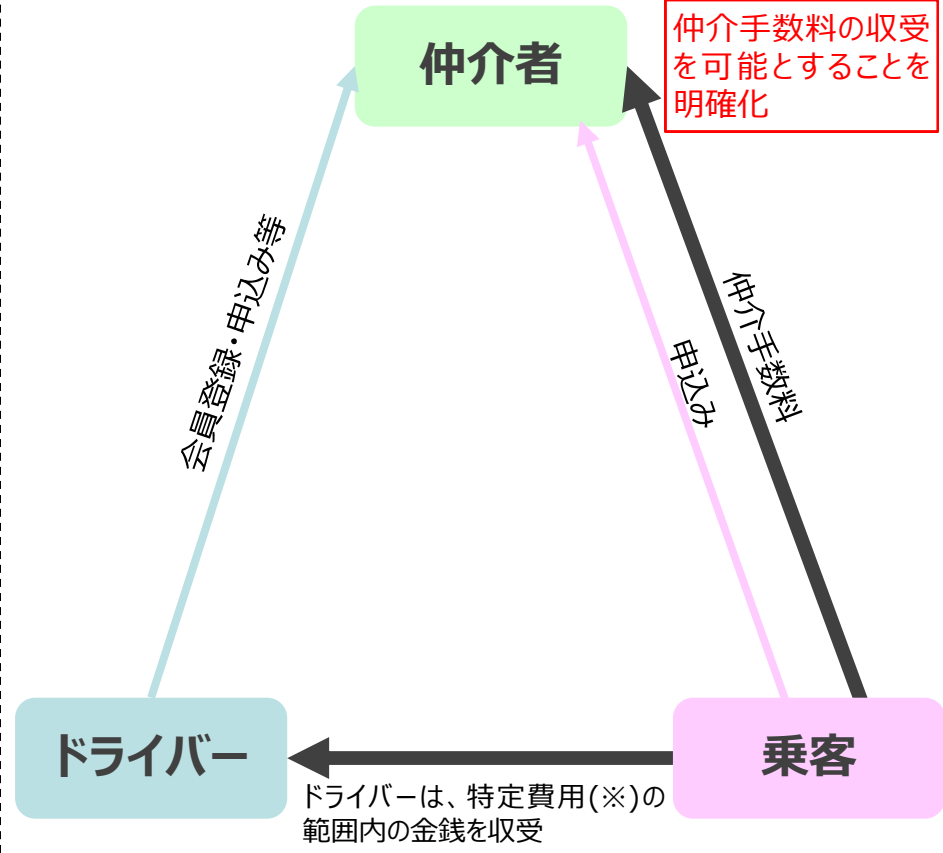 仲介者
仲介手数料の収受
を可能とすることを
明確化
会員登録・申込み等
仲介手数料
申込み
ドライバー
乗客
ドライバーは、特定費用(※)の
範囲内の金銭を収受